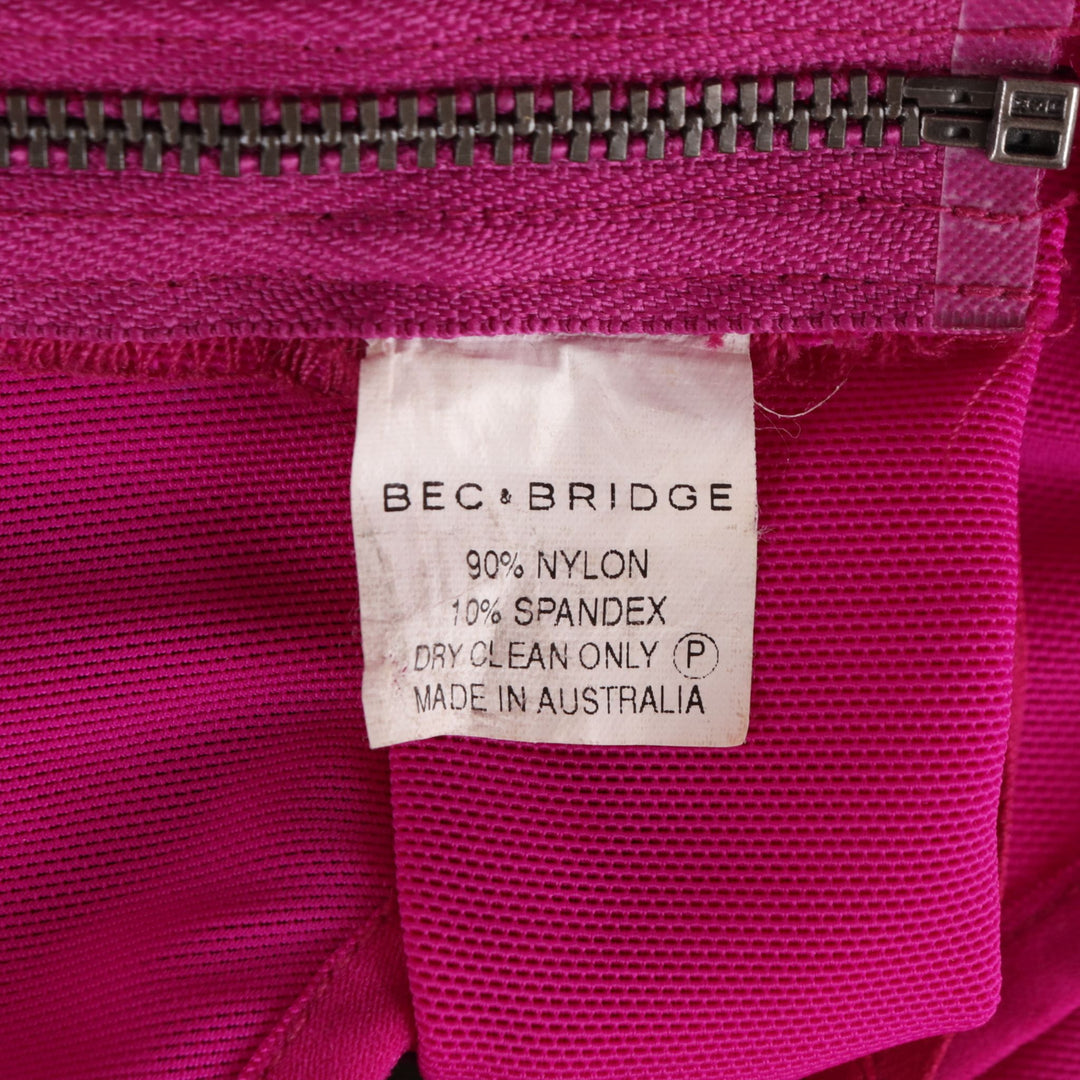 BEC & BRIDGE
90% NYLON
10% SPANDEX
DRY CLEAN ONLY Ⓟ
MADE IN AUSTRALIA